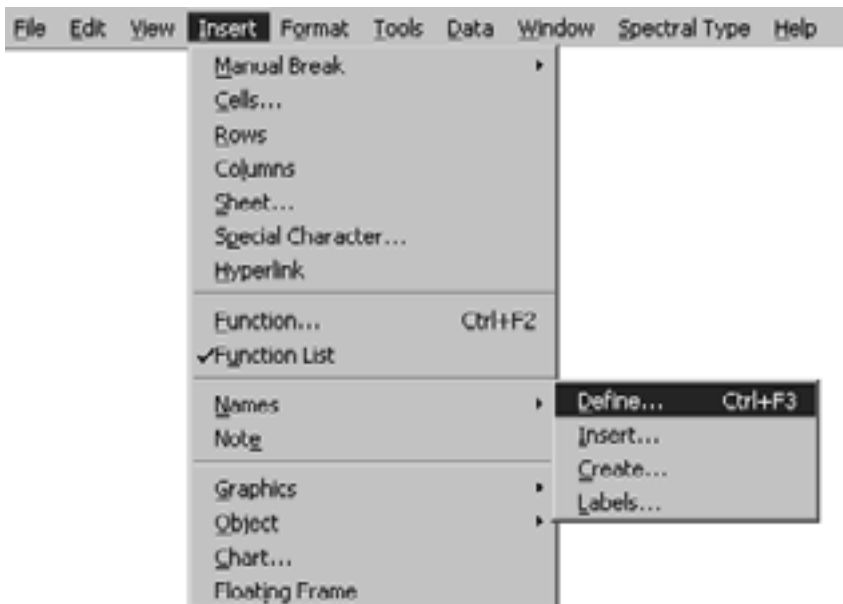 File Edit View Insert Format Tools Data Window Spectral Type Help
Manual Break
Cells...
Rows
Columns
Sheet...
Special Character...
Hyperlink
Function... Ctrl+F2
✓Function List
Names
Define... Ctrl+F3
Note
Insert...
Create...
Labels...
Graphics
Object
Chart...
Floating Frame